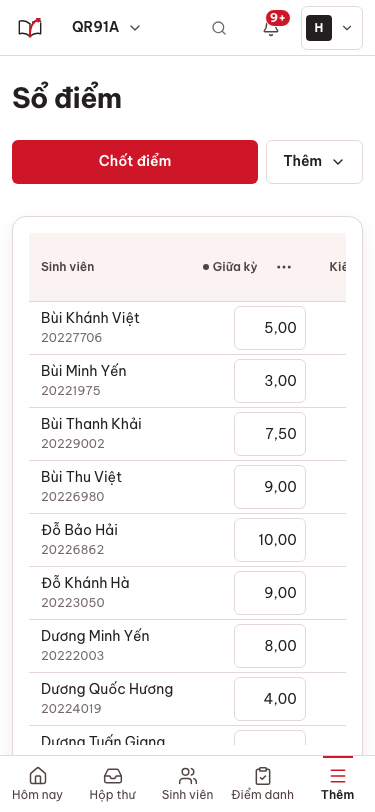 QR91A
9+
H
Sổ điểm
Chốt điểm
Thêm
Sinh viên
Giữa kỳ
Bùi Khánh Việt
5,00
20227706
Bùi Minh Yến
3,00
20221975
Bùi Thanh Khải
7,50
20229002
Bùi Thu Việt
9,00
20226980
Đỗ Bảo Hải
10,00
20226862
Đỗ Khánh Hà
9,00
20223050
Dương Minh Yến
8,00
20222003
Dương Quốc Hương
4,00
20224019
Dương Tuấn Giang
Hôm nay
Hộp thư
Sinh viên
Điểm danh
Thêm